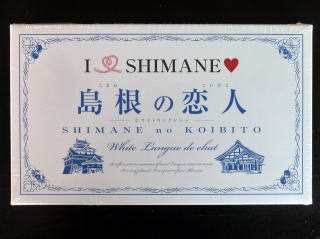 I SHIMANE
しまね こいびと
島根の恋人
ホワイトラングドシャ
SHIMANE no KOIBITO
White Langue de chat